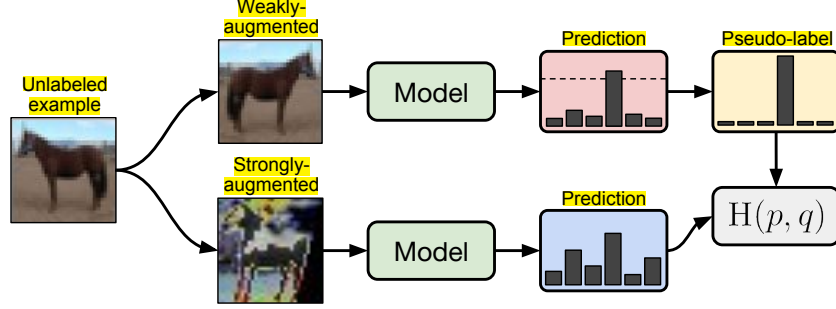 Weakly-
augmented
Prediction
Pseudo-label
Unlabeled
example
Model
Strongly-
augmented
Prediction
Model
H(p, q)